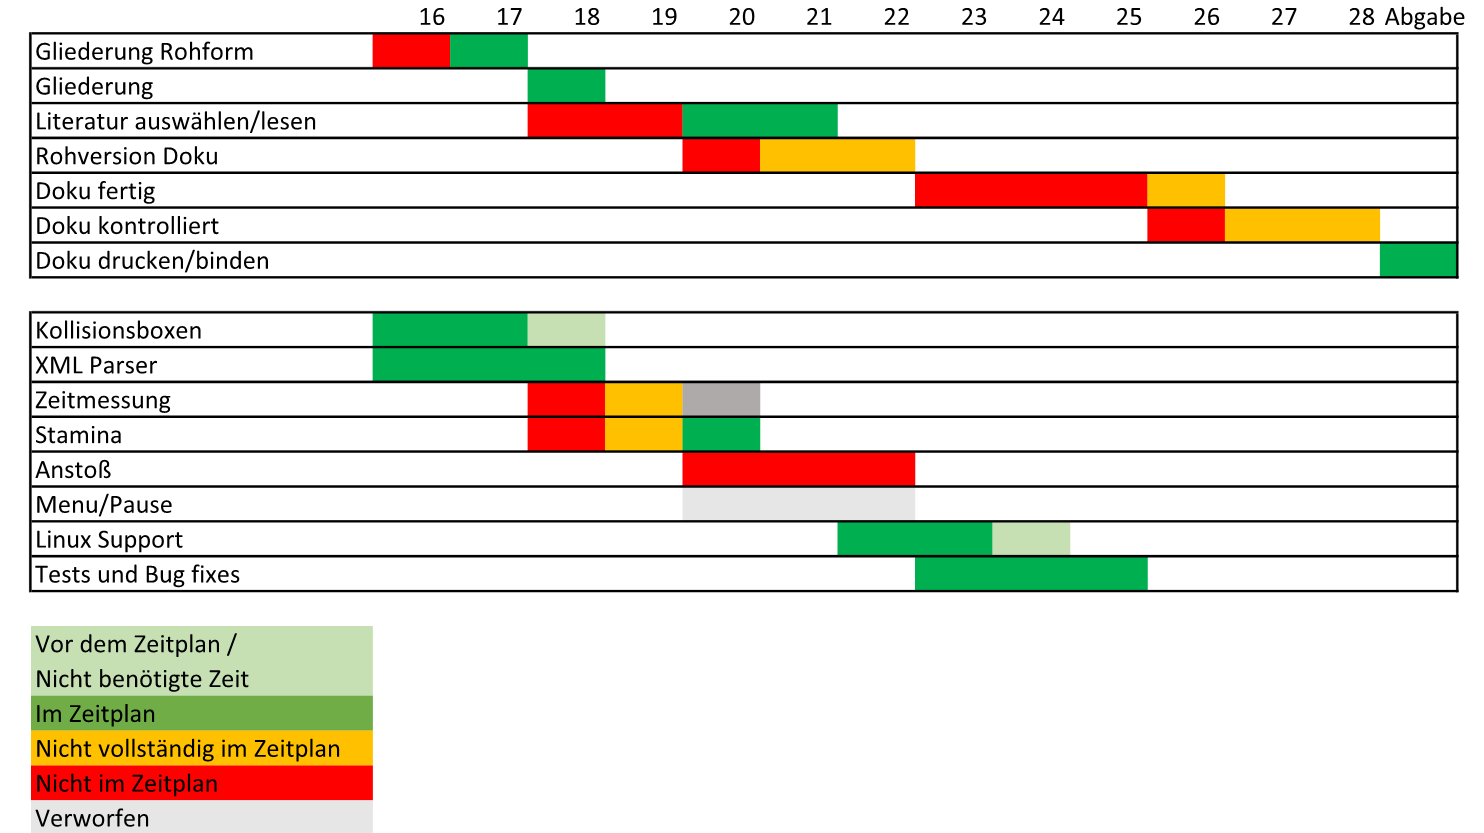 16 17 18 19 20 21 22 23 24 25 26 27 28 Abgabe
Gliederung Rohform
Gliederung
Literatur auswählen/lesen
Rohversion Doku
Doku fertig
Doku kontrolliert
Doku drucken/binden
Kollisionsboxen
XML Parser
Zeitmessung
Stamina
Anstoß
Menu/Pause
Linux Support
Tests und Bug fixes
Vor dem Zeitplan /
Nicht benötigte Zeit
Im Zeitplan
Nicht vollständig im Zeitplan
Nicht im Zeitplan
Verworfen